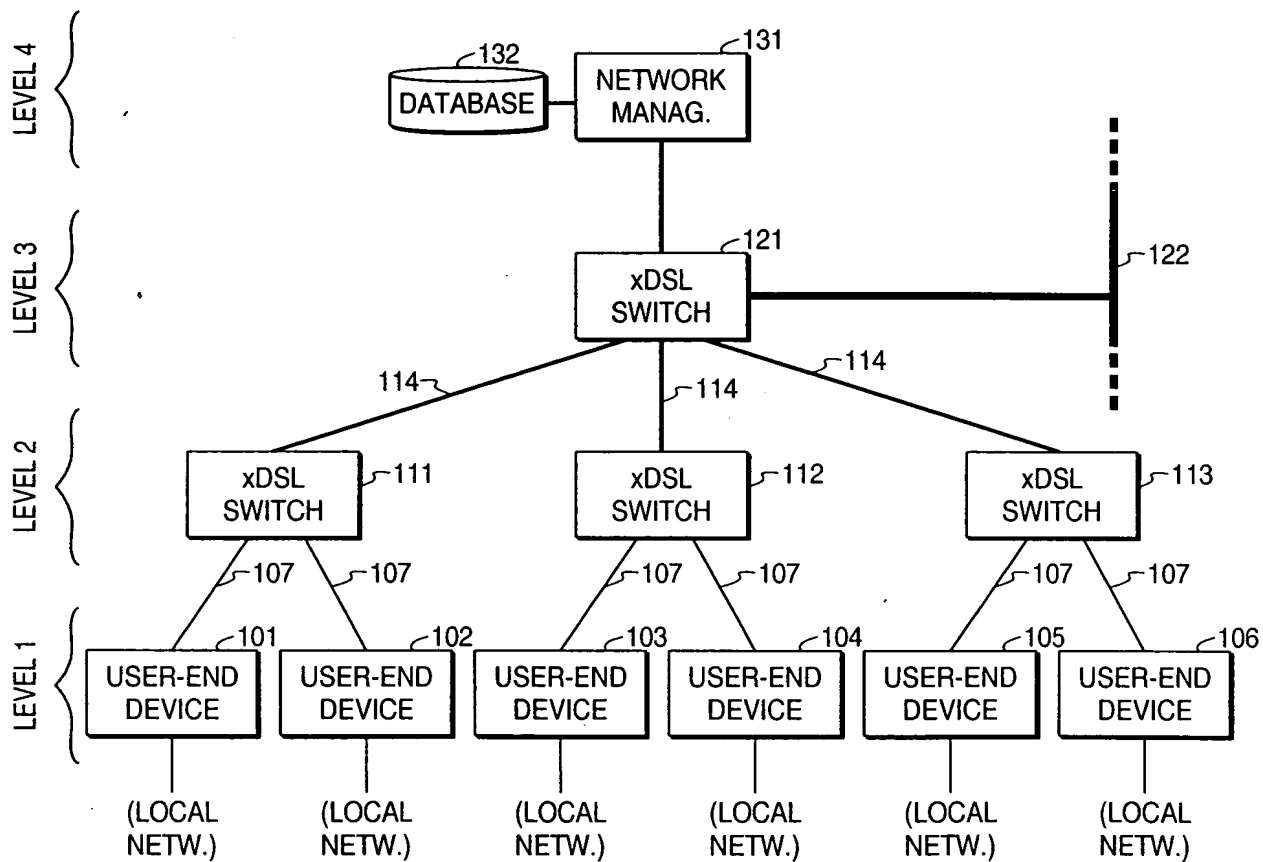 LEVEL 4
132
131
DATABASE
NETWORK
MANAG.
LEVEL 3
121
122
xDSL
SWITCH
114
114
114
LEVEL 2
xDSL
SWITCH
111
xDSL
SWITCH
112
xDSL
SWITCH
113
107
107
107
107
107
107
LEVEL 1
101
102
103
104
105
106
USER-END
DEVICE
USER-END
DEVICE
USER-END
DEVICE
USER-END
DEVICE
USER-END
DEVICE
USER-END
DEVICE
(LOCAL
NETW.)
(LOCAL
NETW.)
(LOCAL
NETW.)
(LOCAL
NETW.)
(LOCAL
NETW.)
(LOCAL
NETW.)